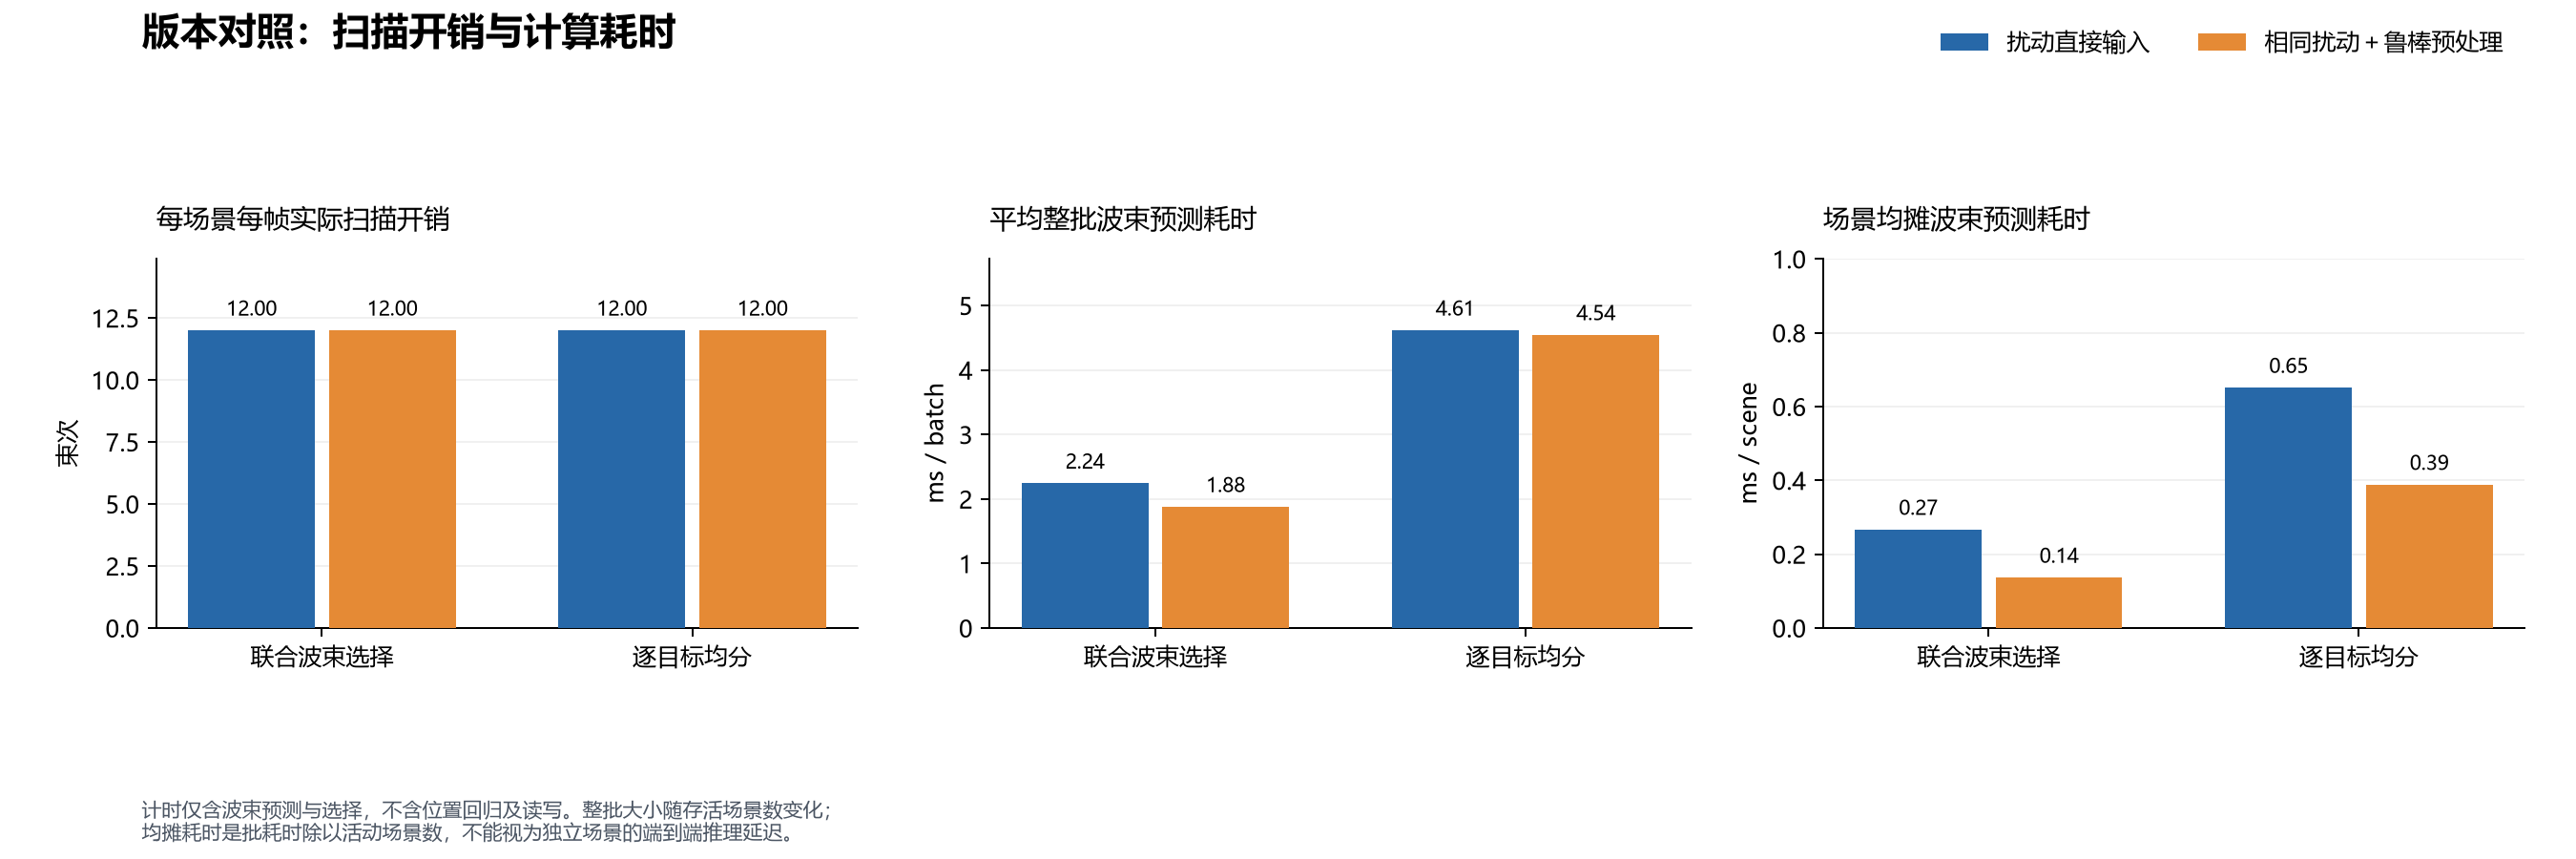 版本对照：扫描开销与计算耗时
扰动直接输入
相同扰动 + 鲁棒预处理
每场景每帧实际扫描开销
束次
12.5
10.0
7.5
5.0
2.5
0.0
12.00
12.00
12.00
12.00
联合波束选择
逐目标均分
平均整批波束预测耗时
ms / batch
5
4
3
2
1
0
2.24
1.88
4.61
4.54
联合波束选择
逐目标均分
场景均摊波束预测耗时
ms / scene
1.0
0.8
0.6
0.4
0.2
0.0
0.27
0.14
0.65
0.39
联合波束选择
逐目标均分
计时仅含波束预测与选择，不含位置回归及读写。整批大小随存活场景数变化；
均摊耗时是批耗时除以活动场景数，不能视为独立场景的端到端推理延迟。